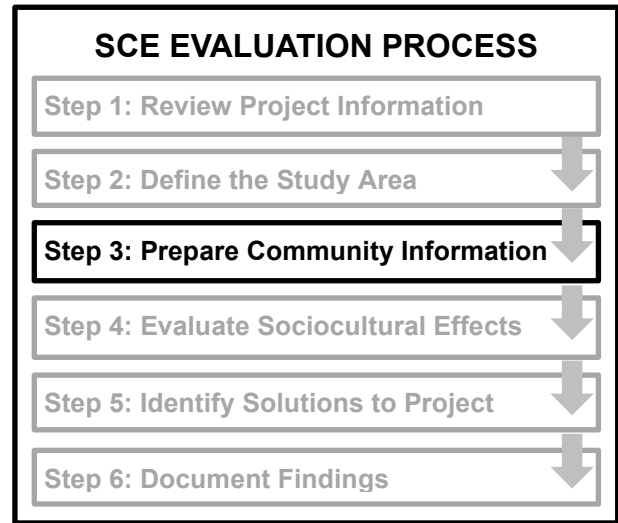 SCE EVALUATION PROCESS
Step 1: Review Project Information
Step 2: Define the Study Area
Step 3: Prepare Community Information
Step 4: Evaluate Sociocultural Effects
Step 5: Identify Solutions to Project
Step 6: Document Findings